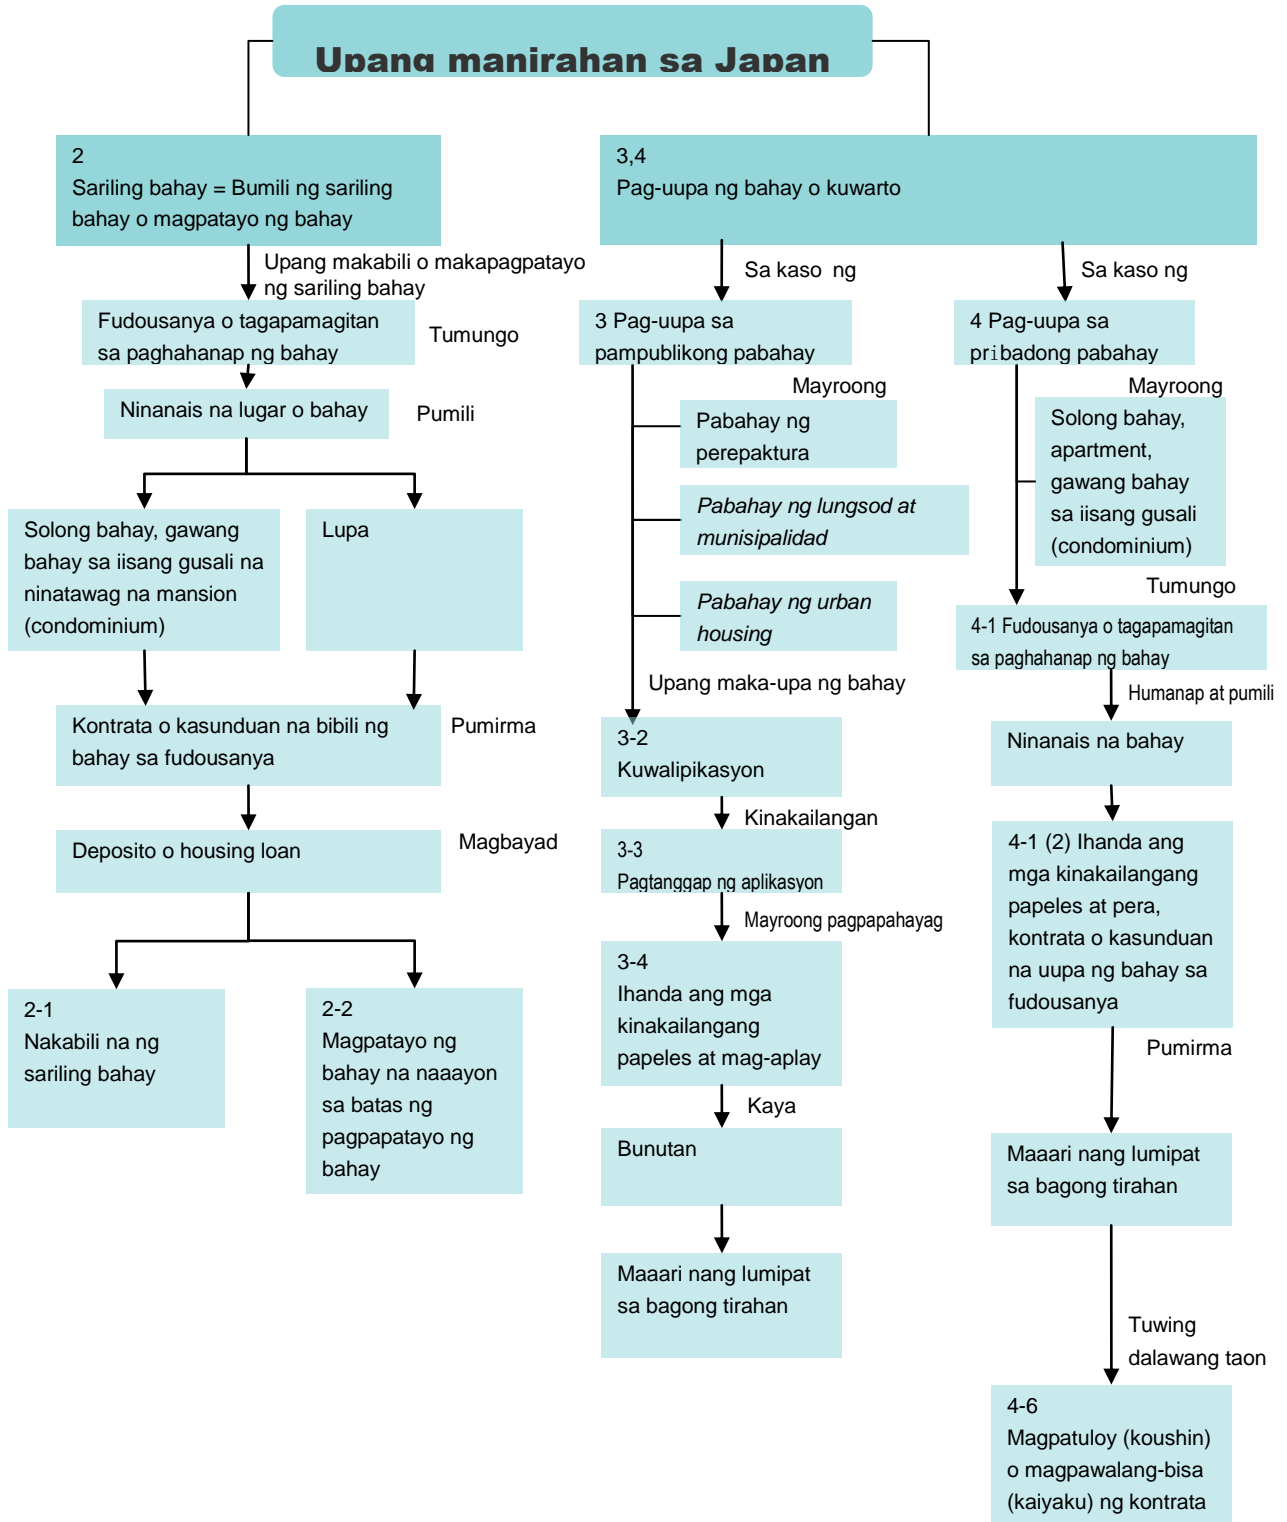 Upang manirahan sa Japan
2
Sariling bahay = Bumili ng sariling
bahay o magpatayo ng bahay
Upang makabili o makapagpatayo
ng sariling bahay
Fudousanya o tagapamagitan
sa paghahanap ng bahay
Tumungo
Ninanais na lugar o bahay
Pumili
Solong bahay, gawang
bahay sa iisang gusali na
ninatawag na mansion
(condominium)
Lupa
Kontrata o kasunduan na bibili ng
bahay sa fudousanya
Pumirma
Deposito o housing loan
Magbayad
2-1
Nakabili na ng
sariling bahay
2-2
Magpatayo ng
bahay na naaayon
sa batas ng
pagpapatayo ng
bahay
3,4
Pag-uupa ng bahay o kuwarto
Sa kaso ng
3 Pag-uupa sa
pampublikong pabahay
Mayroong
Pabahay ng
perepaktura
Pabahay ng lungsod at
munisipalidad
Pabahay ng urban
housing
Upang maka-upa ng bahay
3-2
Kuwalipikasyon
Kinakailangan
3-3
Pagtanggap ng aplikasyon
Mayroong pagpapahayag
3-4
Ihanda ang mga
kinakailangang
papeles at mag-aplay
Kaya
Bunutan
Maaari nang lumipat
sa bagong tirahan
Sa kaso ng
4 Pag-uupa sa
pribadong pabahay
Mayroong
Solong bahay,
apartment,
gawang bahay
sa iisang gusali
(condominium)
Tumungo
4-1 Fudousanya o tagapamagitan
sa paghahanap ng bahay
Humanap at pumili
Ninanais na bahay
4-1 (2) Ihanda ang
mga kinakailangang
papeles at pera,
kontrata o kasunduan
na uupa ng bahay sa
fudousanya
Pumirma
Maaari nang lumipat
sa bagong tirahan
Tuwing
dalawang taon
4-6
Magpatuloy (koushin)
o magpawalang-bisa
(kaiyaku) ng kontrata